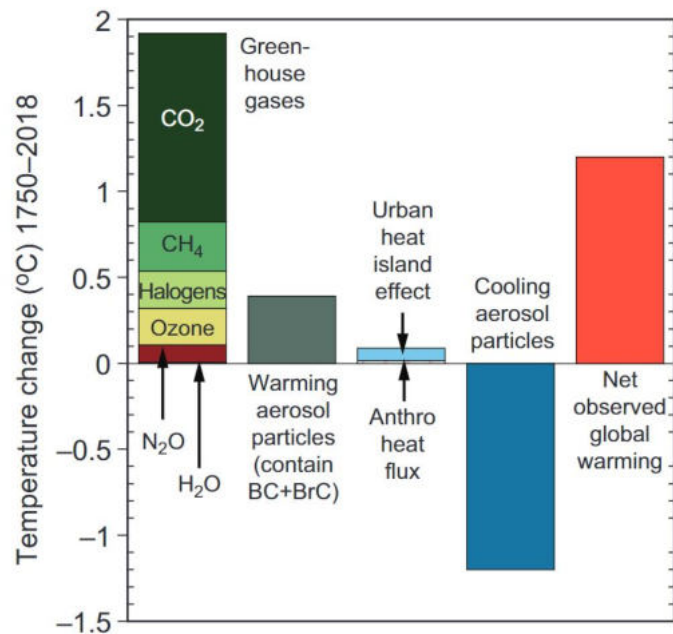 Temperature change (ºC) 1750–2018
2
1.5
1
0.5
0
–0.5
–1
–1.5
CO₂
CH₄
Halogens
Ozone
N₂O
H₂O
Green-
house
gases
Warming
aerosol
particles
(contain
BC+BrC)
Urban
heat
island
effect
Anthro
heat
flux
Cooling
aerosol
particles
Net
observed
global
warming